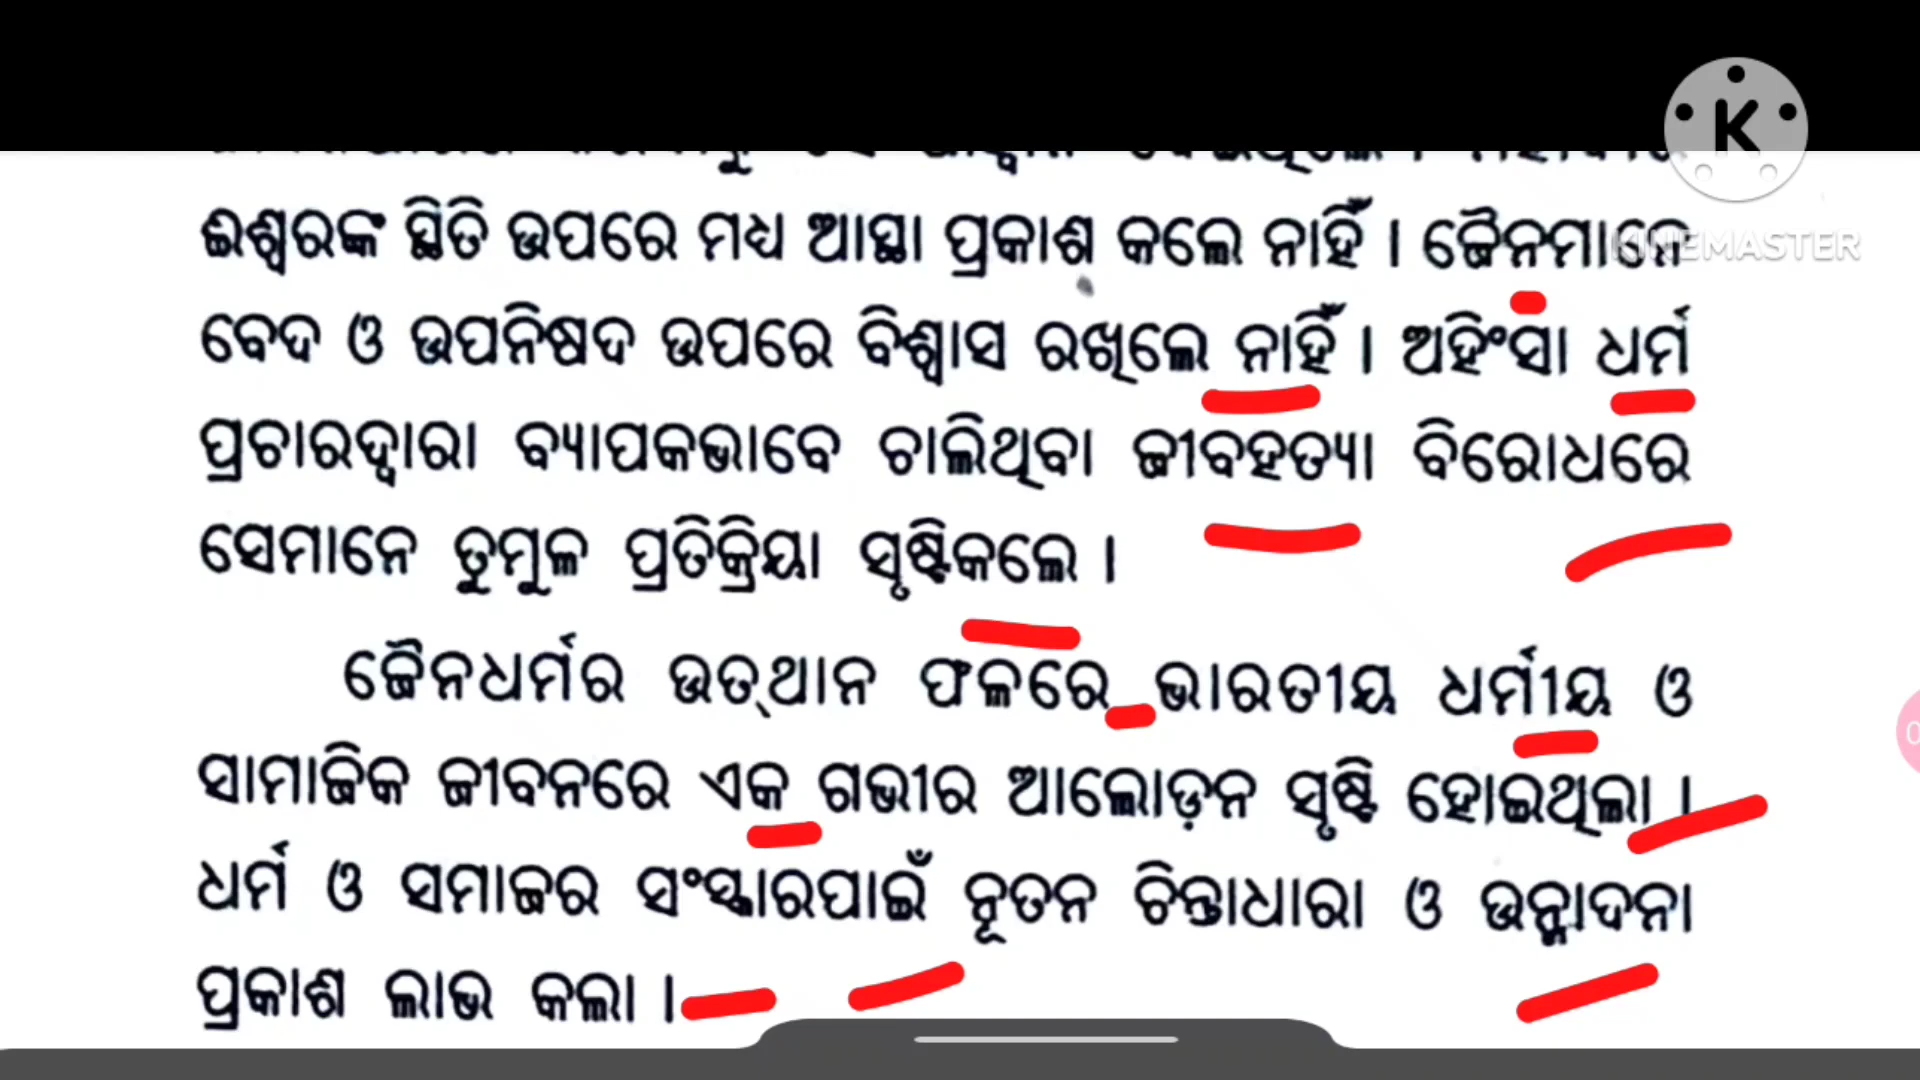 K
KINEMASTER
ଈଶ୍ୱରଙ୍କ ସ୍ଥିତି ଉପରେ ମଧ୍ୟ ଆସ୍ଥା ପ୍ରକାଶ କଲେ ନାହିଁ । ଜୈନମାନେ
ବେଦ ଓ ଉପନିଷଦ ଉପରେ ବିଶ୍ୱାସ ରଖିଲେ ନାହିଁ । ଅହିଂସା ଧର୍ମ
ପ୍ରଚାରଦ୍ୱାରା ବ୍ୟାପକଭାବେ ଚାଲିଥିବା ଜୀବହତ୍ୟା ବିରୋଧରେ
ସେମାନେ ତୁମୁଳ ପ୍ରତିକ୍ରିୟା ସୃଷ୍ଟିକଲେ ।
ଜୈନଧର୍ମର ଉତ୍‌ଥାନ ଫଳରେ ଭାରତୀୟ ଧର୍ମୀୟ ଓ
ସାମାଜିକ ଜୀବନରେ ଏକ ଗଭୀର ଆଲୋଡ଼ନ ସୃଷ୍ଟି ହୋଇଥିଲା ।
ଧର୍ମ ଓ ସମାଜର ସଂସ୍କାରପାଇଁ ନୂତନ ଚିନ୍ତାଧାରା ଓ ଉନ୍ମାଦନା
ପ୍ରକାଶ ଲାଭ କଲା ।